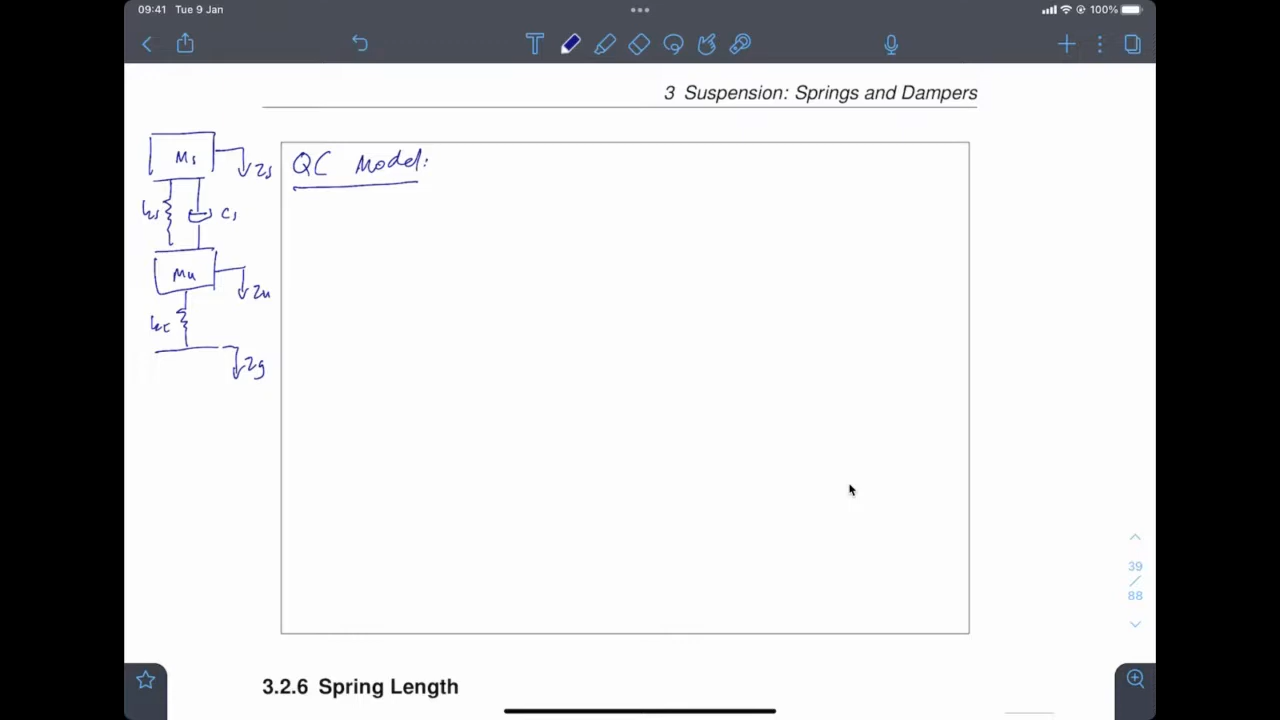 09:41 Tue 9 Jan
100%
3 Suspension: Springs and Dampers
QC Model:
Ms
zs
ks
cs
Mu
zu
kt
zg
39
/
88
3.2.6 Spring Length